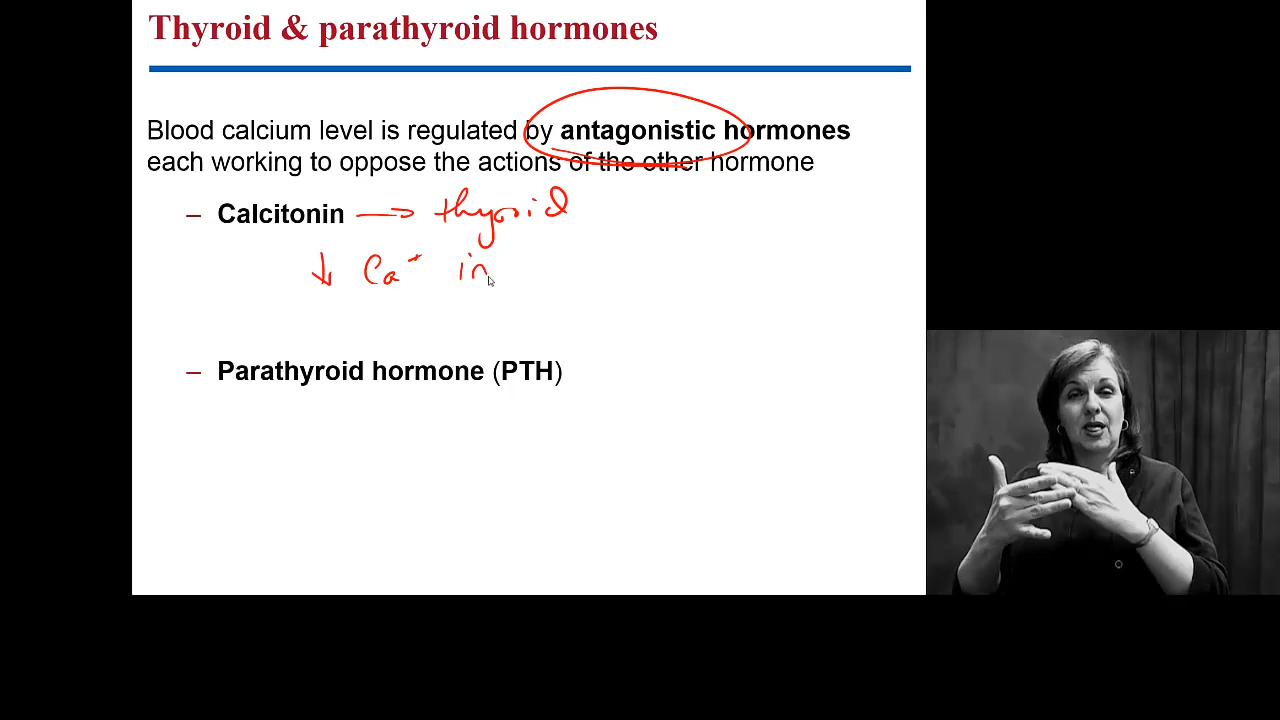 Thyroid & parathyroid hormones
Blood calcium level is regulated by antagonistic hormones
each working to oppose the actions of the other hormone
– Calcitonin → thyroid
↓ Ca⁺ in
– Parathyroid hormone (PTH)